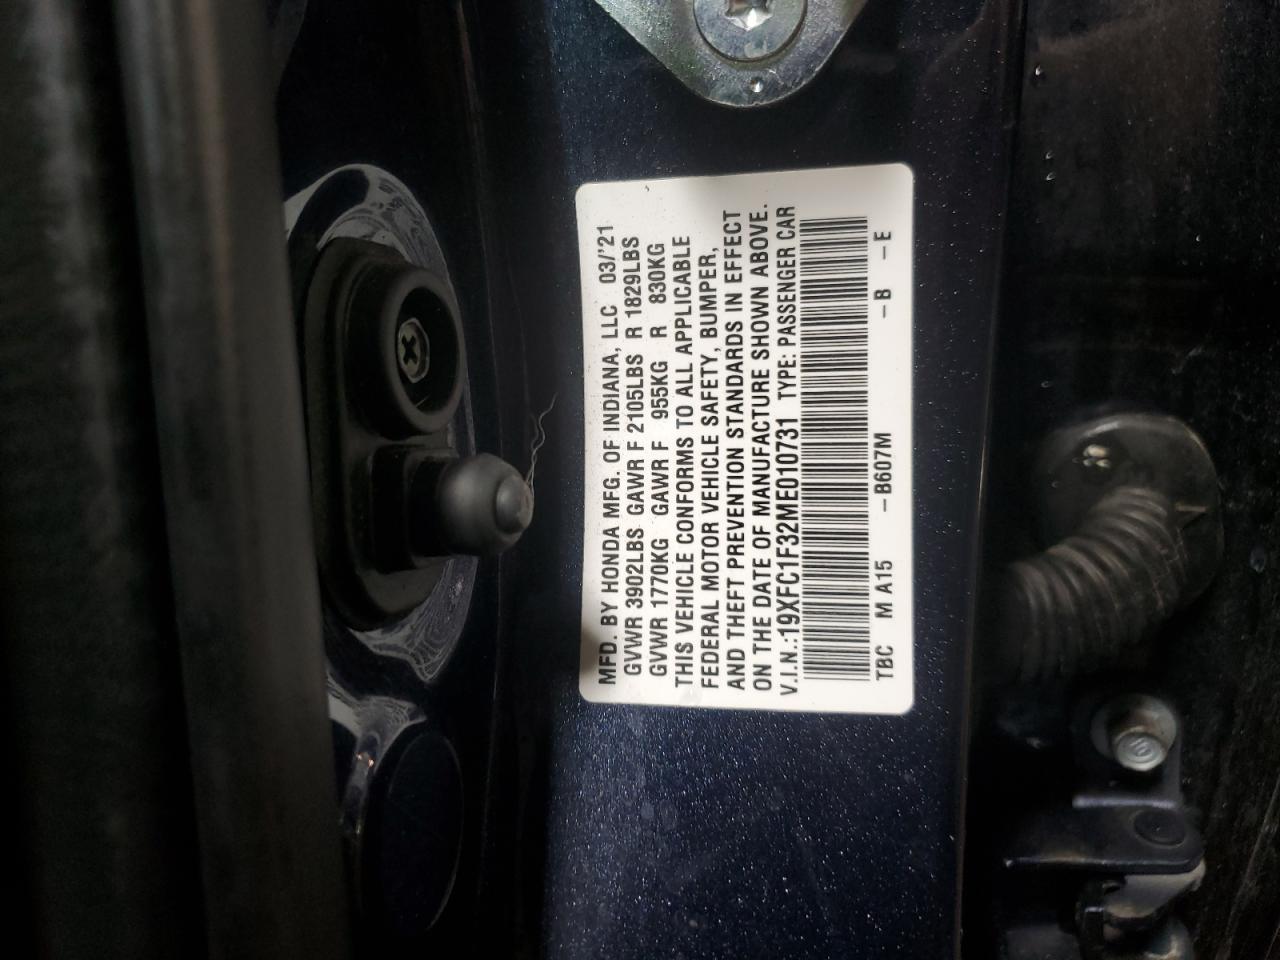 MFD. BY HONDA MFG. OF INDIANA, LLC 03/'21
GVWR 3902LBS GAWR F 2105LBS R 1829LBS
GVWR 1770KG GAWR F 955KG R 830KG
THIS VEHICLE CONFORMS TO ALL APPLICABLE
FEDERAL MOTOR VEHICLE SAFETY, BUMPER,
AND THEFT PREVENTION STANDARDS IN EFFECT
ON THE DATE OF MANUFACTURE SHOWN ABOVE.
V.I.N.:19XFC1F32ME010731 TYPE: PASSENGER CAR
TBC M A15 –B607M –B –E